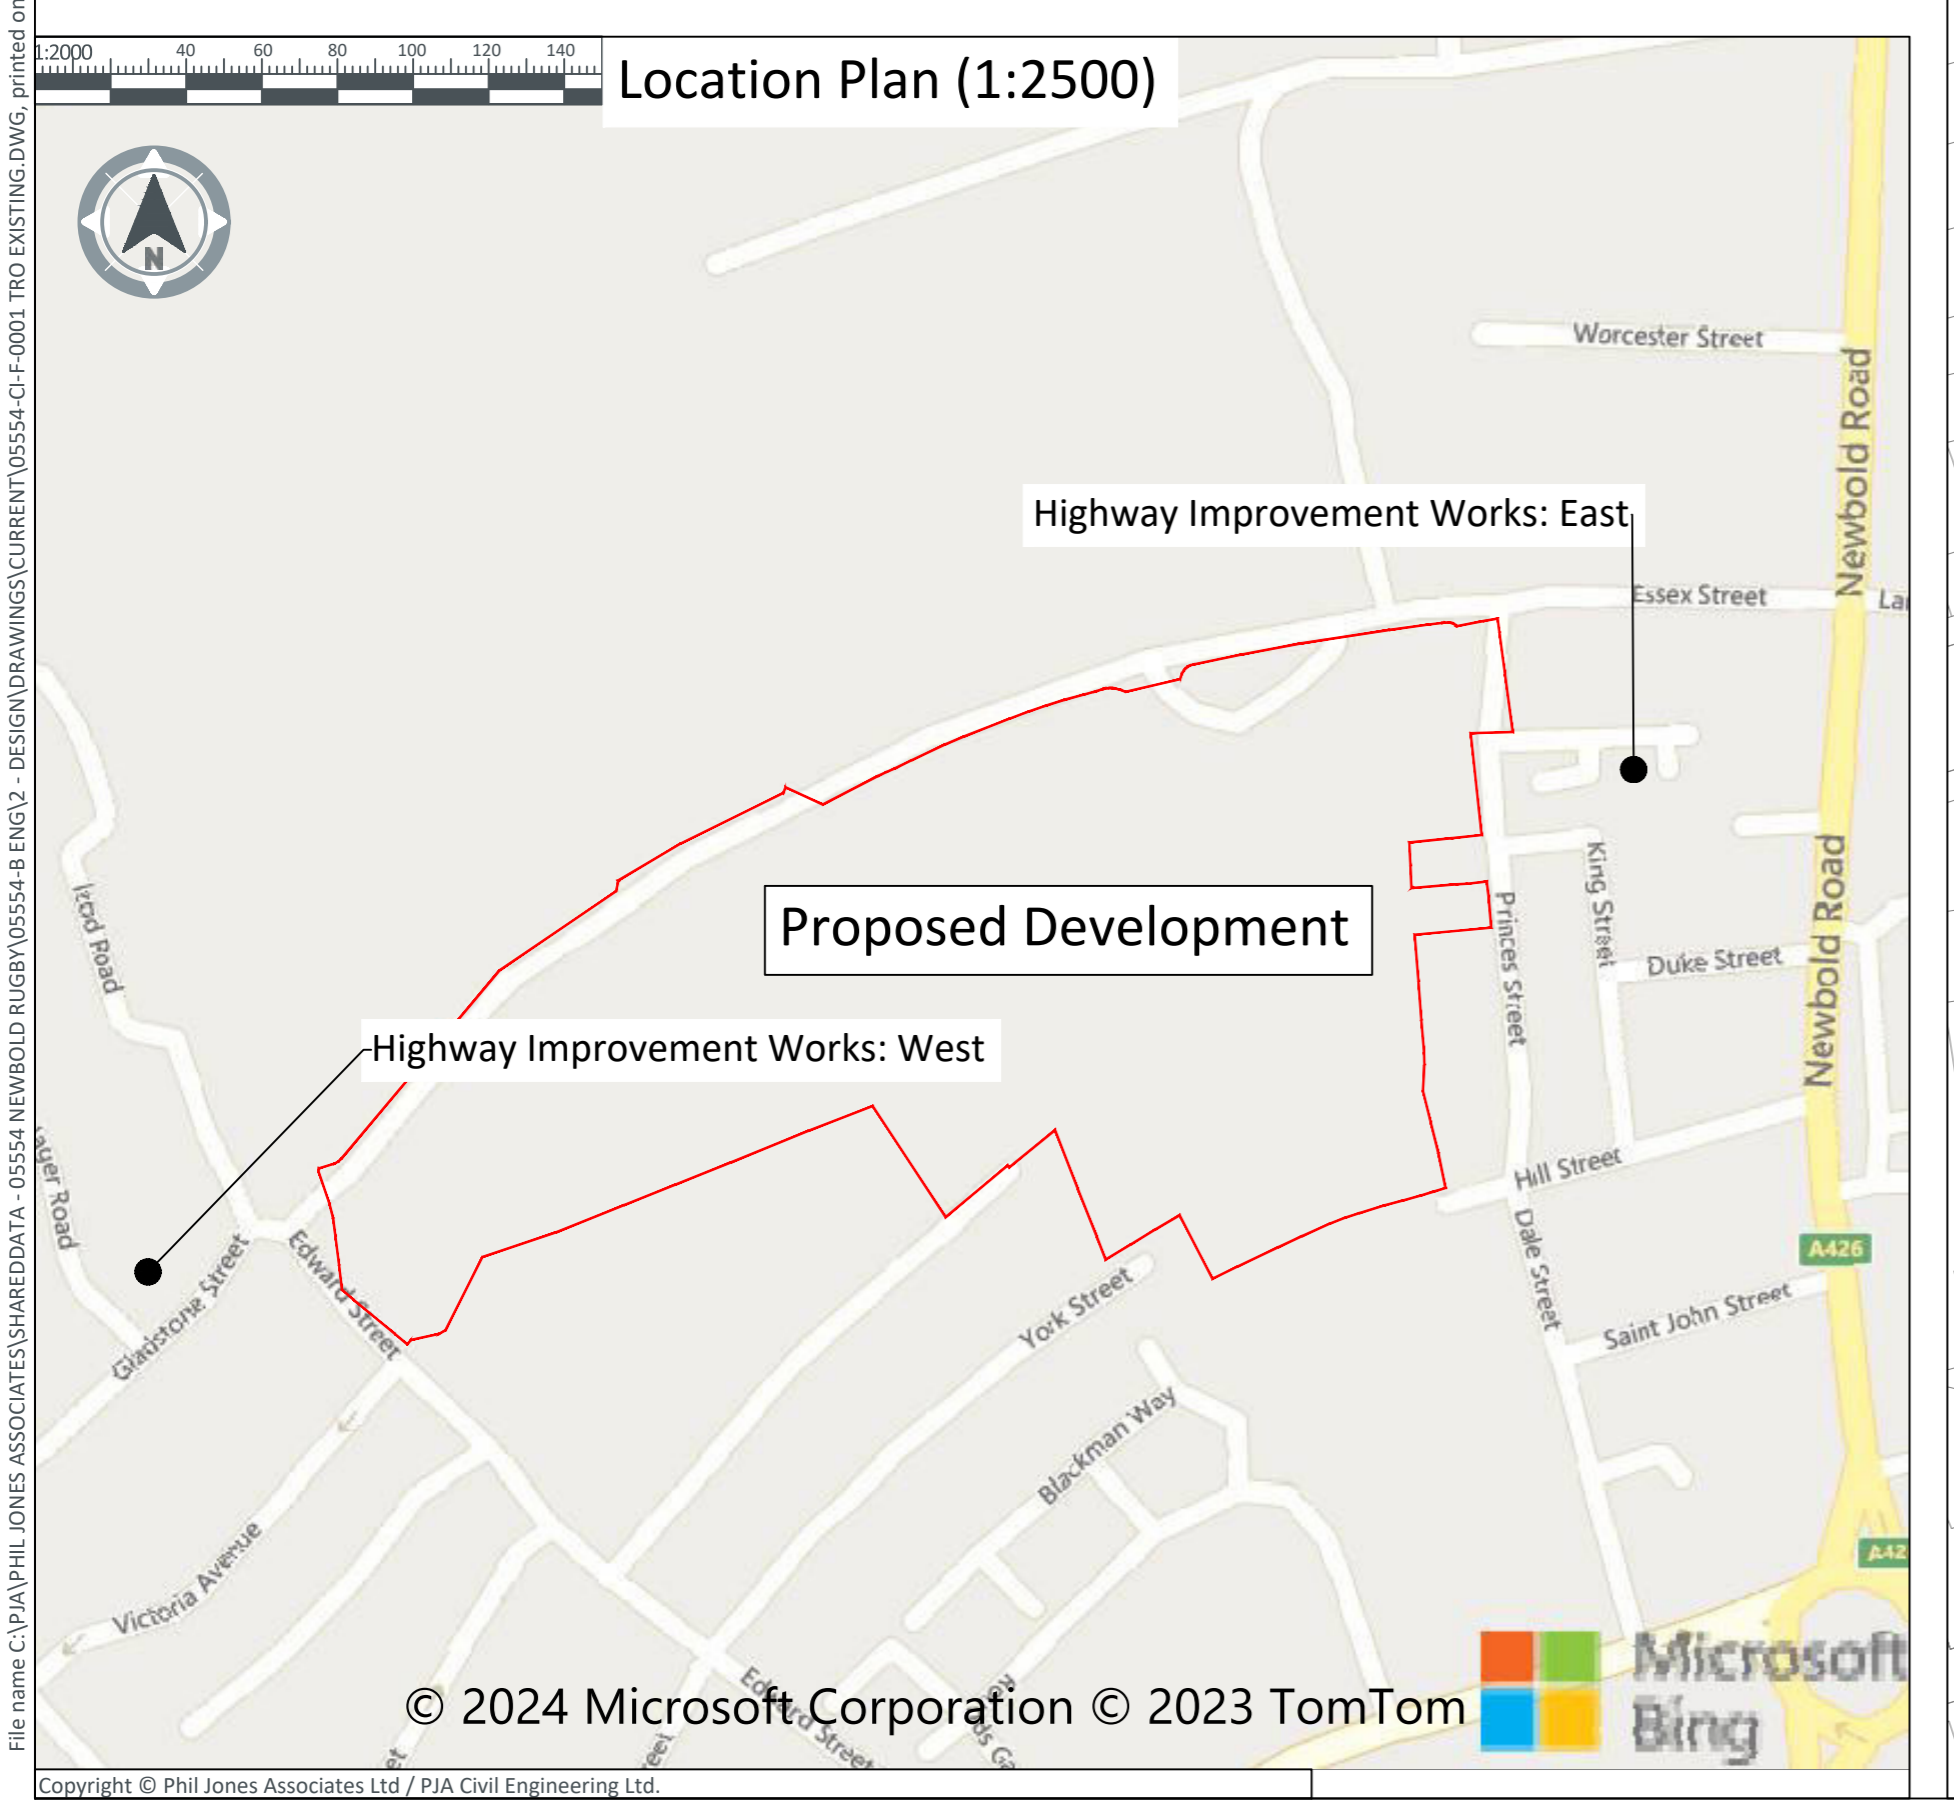 File name C:\PJA\PHIL JONES ASSOCIATES\SHAREDDATA - 05554 NEWBOLD RUGBY\05554-B ENG\2 - DESIGN\DRAWINGS\CURRENT\05554-CI-F-0001 TRO EXISTING.DWG, printed on
1:2000 40 60 80 100 120 140
Location Plan (1:2500)
N
Worcester Street
Newbold Road
Highway Improvement Works: East
Essex Street
King Street
Izod Road
Proposed Development
Princes Street
Duke Street
Newbold Road
Highway Improvement Works: West
Hill Street
Dale Street
Edward Street
Gladstone Street
A426
York Street
Saint John Street
Blackman Way
Victoria Avenue
Edward Street
© 2024 Microsoft Corporation © 2023 TomTom
Microsoft
Bing
Copyright © Phil Jones Associates Ltd / PJA Civil Engineering Ltd.